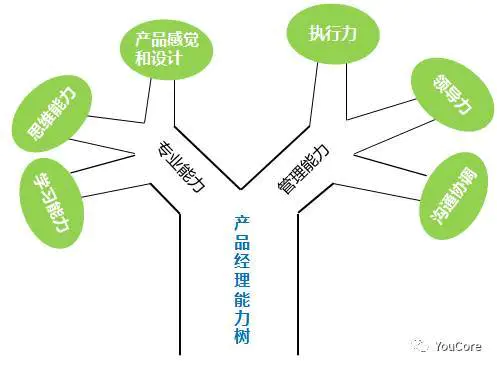 产品感觉
和设计
执行力
思维能力
领导力
学习能力
专业能力
管理能力
沟通协调
产品经理能力树
YouCore